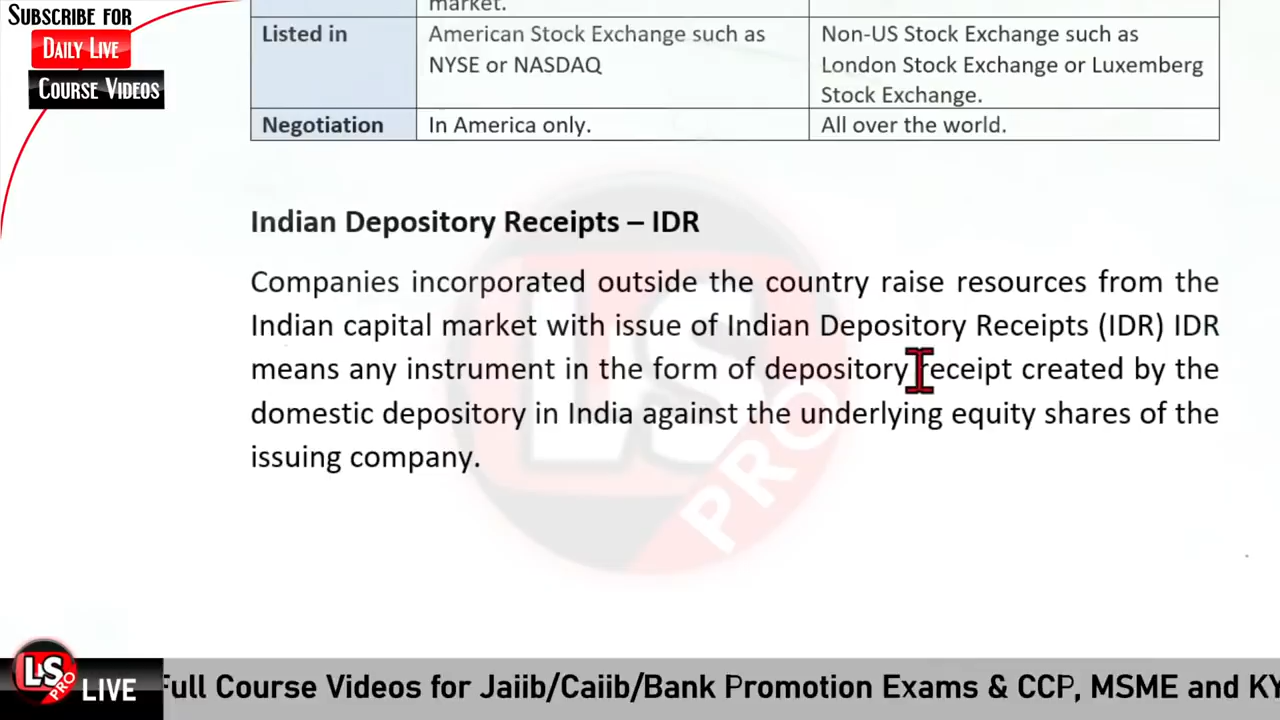 SUBSCRIBE FOR
DAILY LIVE
COURSE VIDEOS
market.
Listed in
American Stock Exchange such as
NYSE or NASDAQ
Non-US Stock Exchange such as
London Stock Exchange or Luxemberg
Stock Exchange.
Negotiation
In America only.
All over the world.
Indian Depository Receipts – IDR
Companies incorporated outside the country raise resources from the
Indian capital market with issue of Indian Depository Receipts (IDR) IDR
means any instrument in the form of depository receipt created by the
domestic depository in India against the underlying equity shares of the
issuing company.
LS
PRO
LS
PRO
LIVE
Full Course Videos for Jaiib/Caiib/Bank Promotion Exams & CCP, MSME and KY